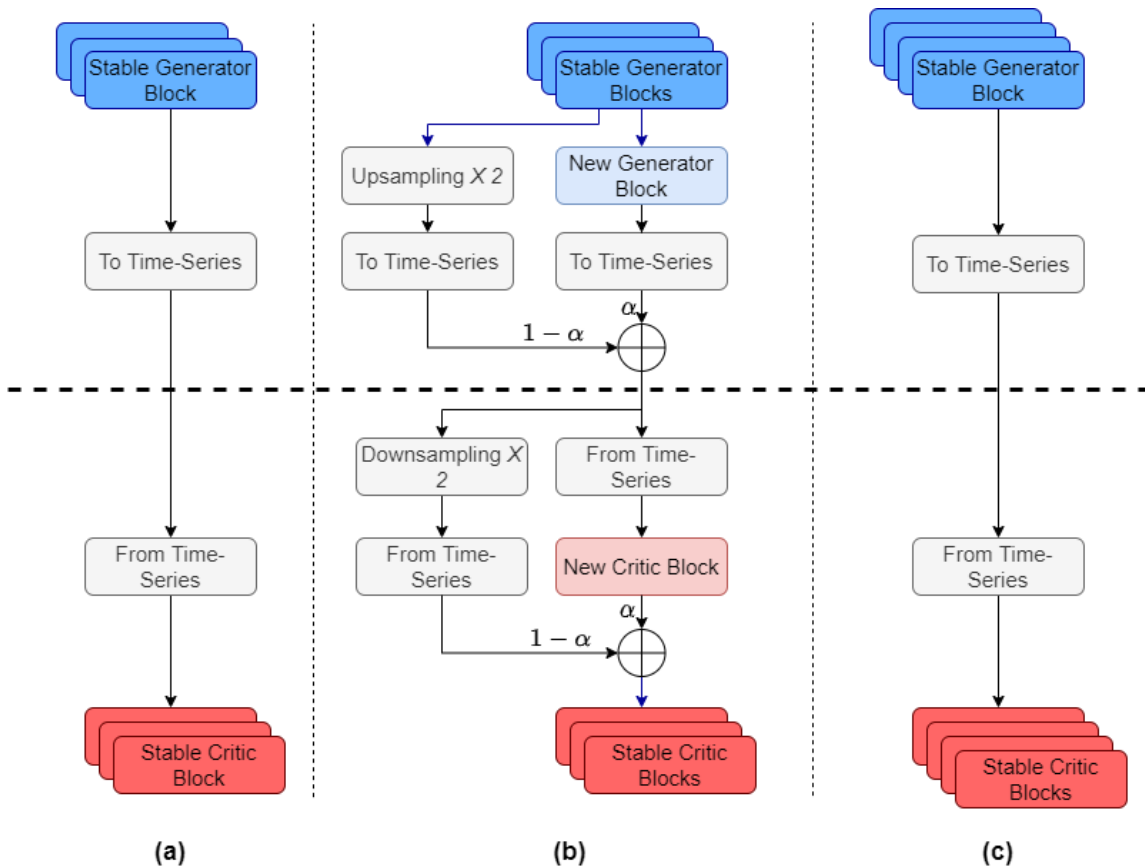 Stable Generator
Block
To Time-Series
From Time-
Series
Stable Critic
Block
(a)
Stable Generator
Blocks
Upsampling X 2
New Generator
Block
To Time-Series
To Time-Series
α
1 − α
Downsampling X
2
From Time-
Series
From Time-
Series
New Critic Block
α
1 − α
Stable Critic
Blocks
(b)
Stable Generator
Block
To Time-Series
From Time-
Series
Stable Critic
Blocks
(c)